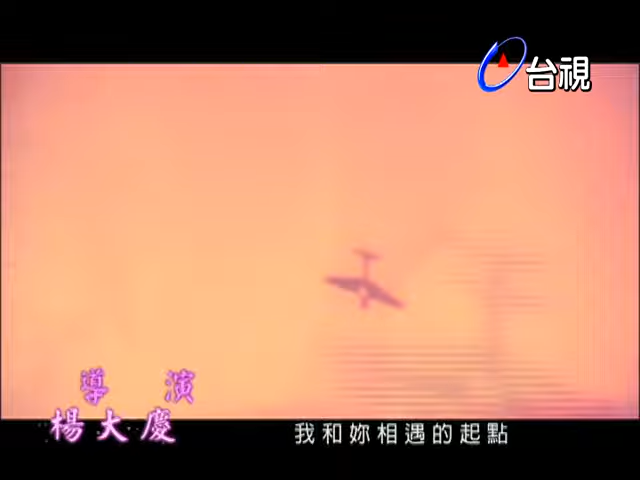 台視
導演
楊大慶
我和妳相遇的起點